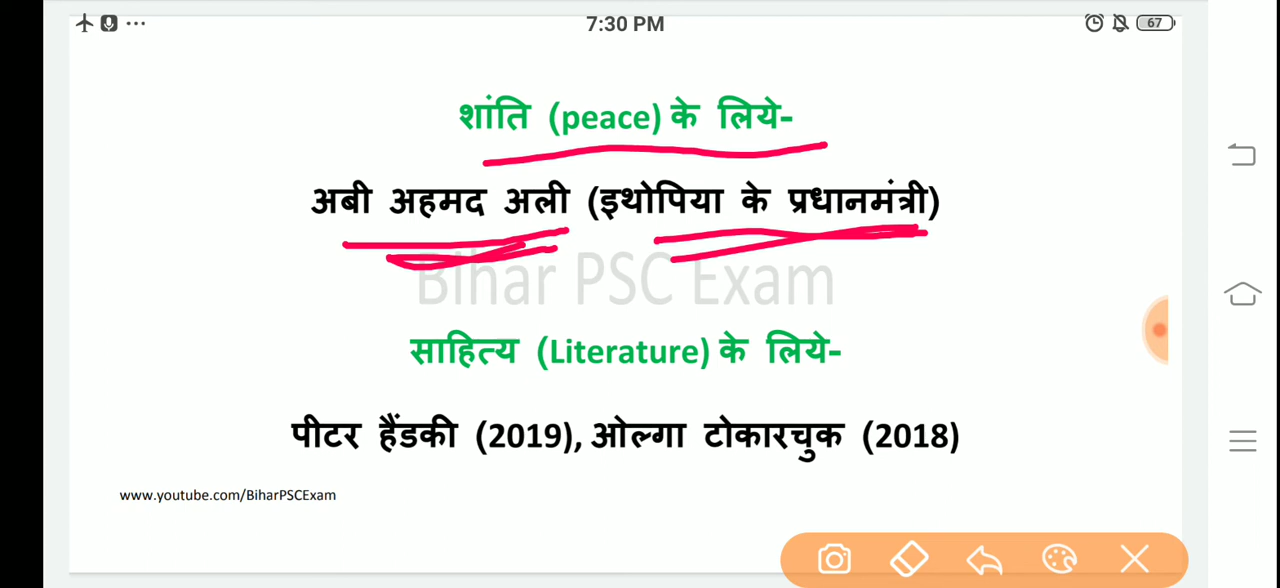 7:30 PM
67
शांति (peace) के लिये-
अबी अहमद अली (इथोपिया के प्रधानमंत्री)
Bihar PSC Exam
साहित्य (Literature) के लिये-
पीटर हैंडकी (2019), ओल्गा टोकारचुक (2018)
www.youtube.com/BiharPSCExam